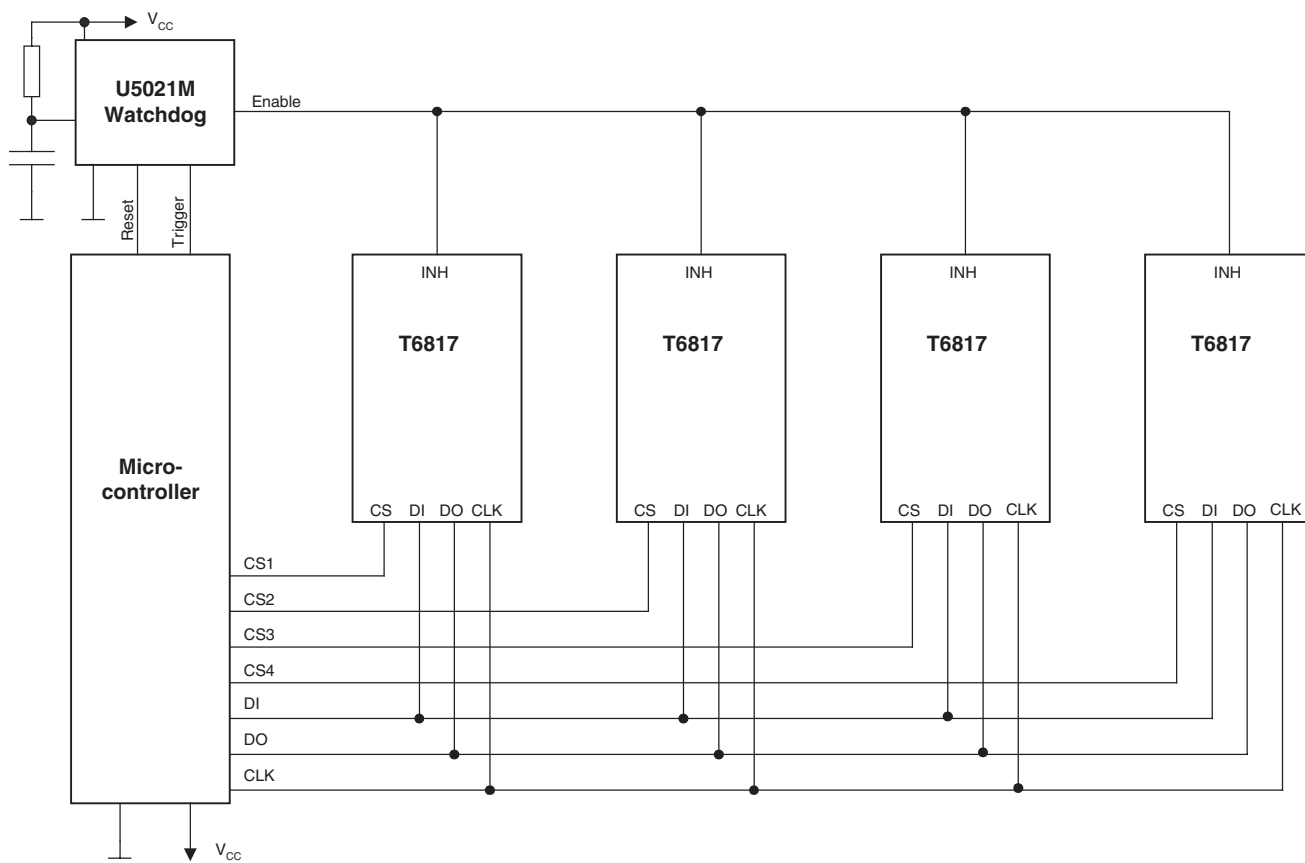 V_CC
U5021M
Watchdog
Enable
Reset
Trigger
INH
INH
INH
INH
T6817
T6817
T6817
T6817
Micro-
controller
CS DI DO CLK
CS DI DO CLK
CS DI DO CLK
CS DI DO CLK
CS1
CS2
CS3
CS4
DI
DO
CLK
V_CC